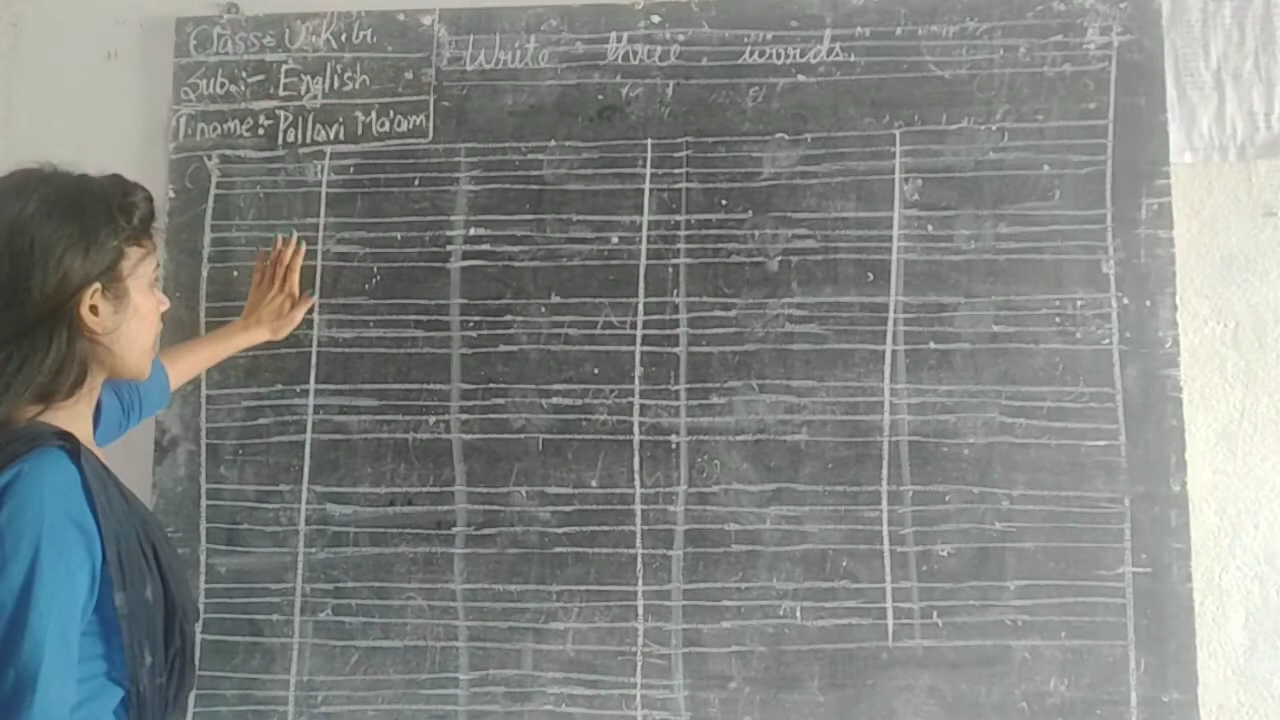 Class:- U.K.G.
Sub:- English
T.name:- Pallavi Ma'am
Write three words.